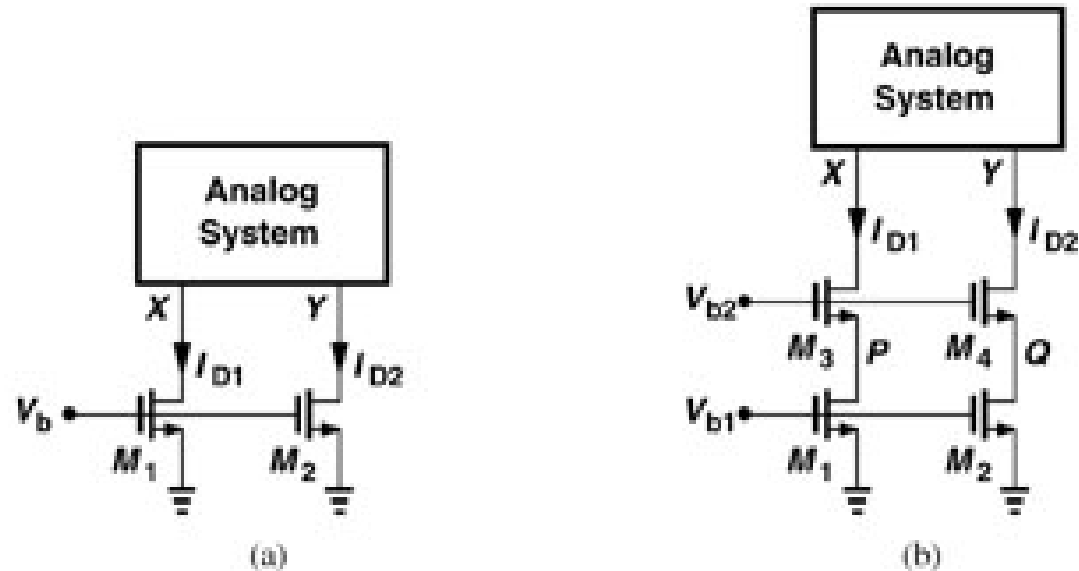 Analog
System
X
Y
I D1
I D2
V b
M 1
M 2
(a)
Analog
System
X
Y
I D1
I D2
V b2
M 3
P
M 4
Q
V b1
M 1
M 2
(b)